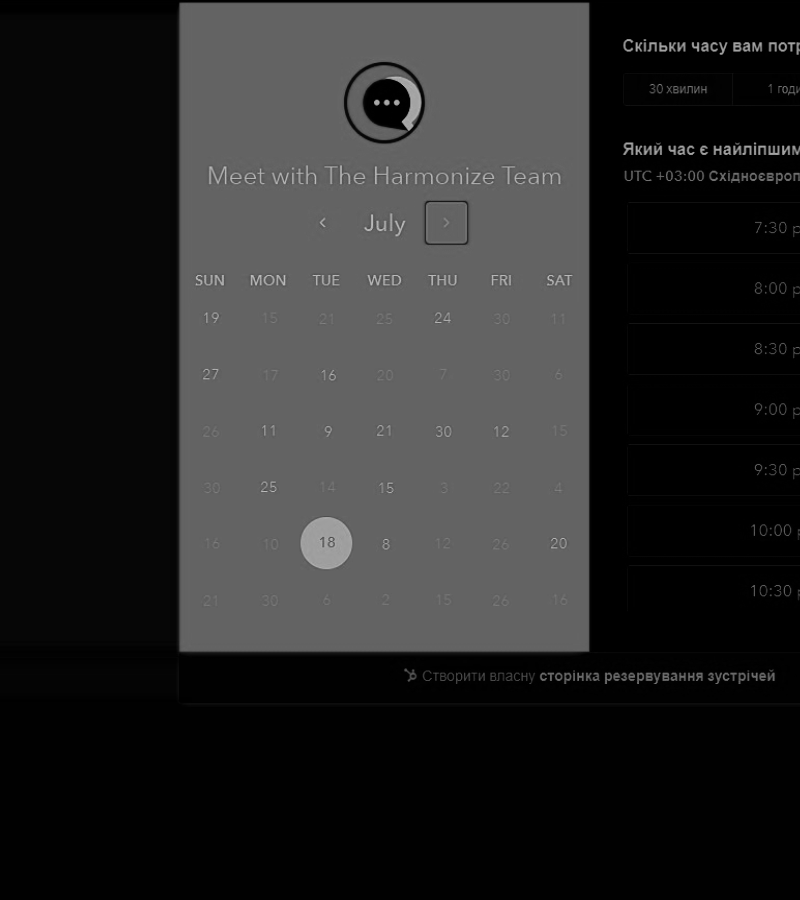 Meet with The Harmonize Team
July
SUN MON TUE WED THU FRI SAT
19 15 21 25 24 30 11
27 17 16 20 7 30 6
26 11 9 21 30 12 15
30 25 14 15 3 22 4
16 10 18 8 12 26 20
21 30 6 2 15 26 16
Скільки часу вам
30 хвилин 1
Який час є найліпшим
UTC +03:00
7:30
8:00
8:30
9:00
9:30
10:00
10:30
Створити власну сторінка резервування зустрічей